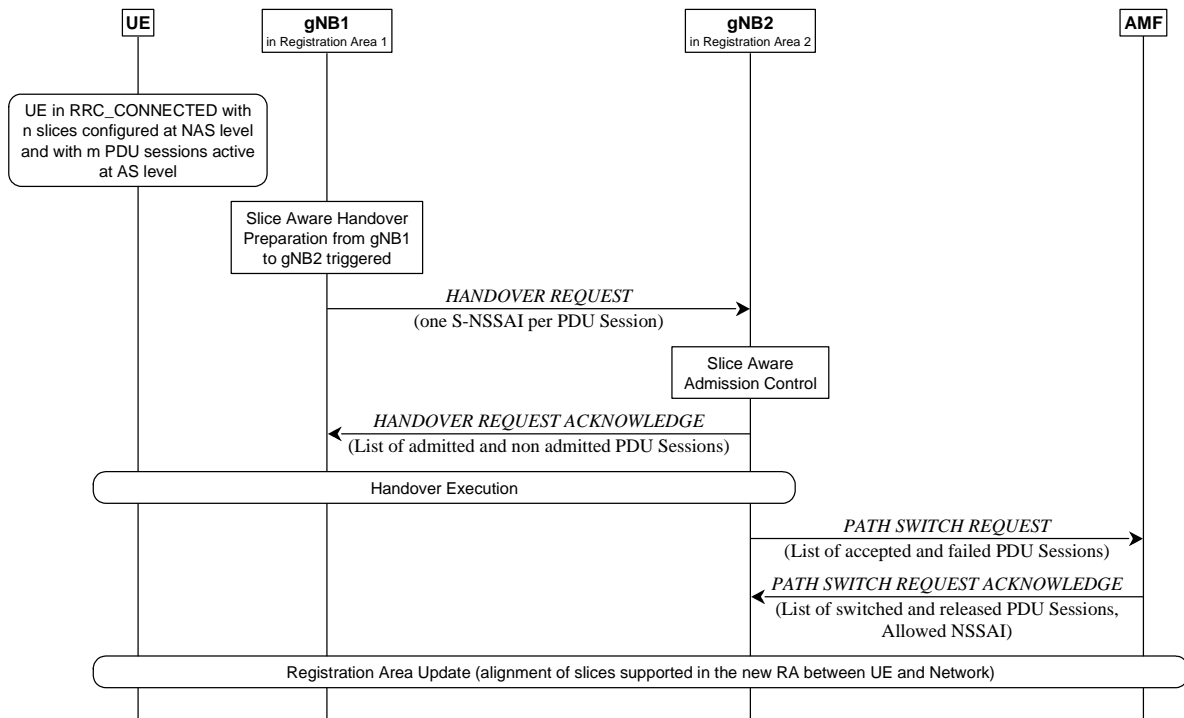 UE
gNB1
in Registration Area 1
gNB2
in Registration Area 2
AMF
UE in RRC_CONNECTED with
n slices configured at NAS level
and with m PDU sessions active
at AS level
Slice Aware Handover
Preparation from gNB1
to gNB2 triggered
HANDOVER REQUEST
(one S-NSSAI per PDU Session)
Slice Aware
Admission Control
HANDOVER REQUEST ACKNOWLEDGE
(List of admitted and non admitted PDU Sessions)
Handover Execution
PATH SWITCH REQUEST
(List of accepted and failed PDU Sessions)
PATH SWITCH REQUEST ACKNOWLEDGE
(List of switched and released PDU Sessions,
Allowed NSSAI)
Registration Area Update (alignment of slices supported in the new RA between UE and Network)